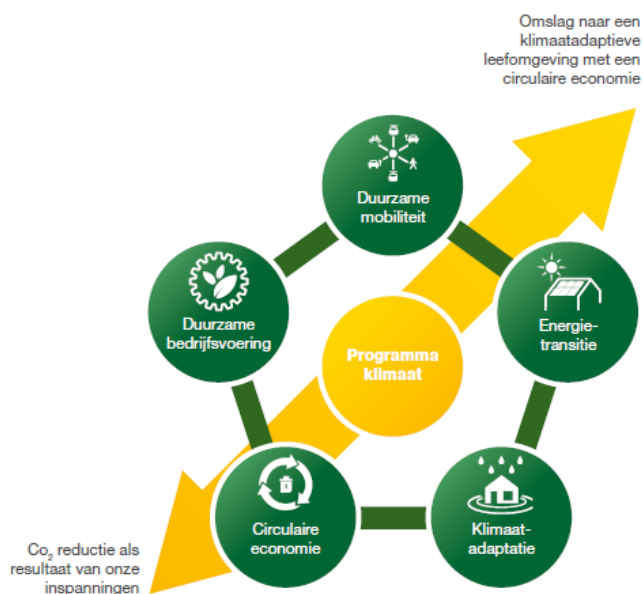 Omslag naar een
klimaatadaptieve
leefomgeving met een
circulaire economie
Duurzame
mobiliteit
Duurzame
bedrijfsvoering
Energie-
transitie
Programma
klimaat
Circulaire
economie
Klimaat-
adaptatie
Co₂ reductie als
resultaat van onze
inspanningen